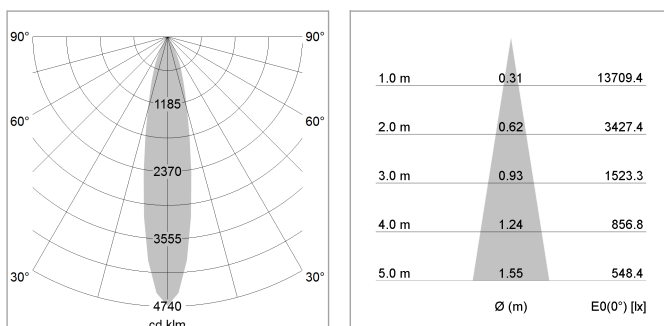 90° 90°
60° 60°
30° 30°
1185
2370
3555
4740
cd klm
1.0 m 0.31 13709.4
2.0 m 0.62 3427.4
3.0 m 0.93 1523.3
4.0 m 1.24 856.8
5.0 m 1.55 548.4
Ø (m) E0(0°) [lx]